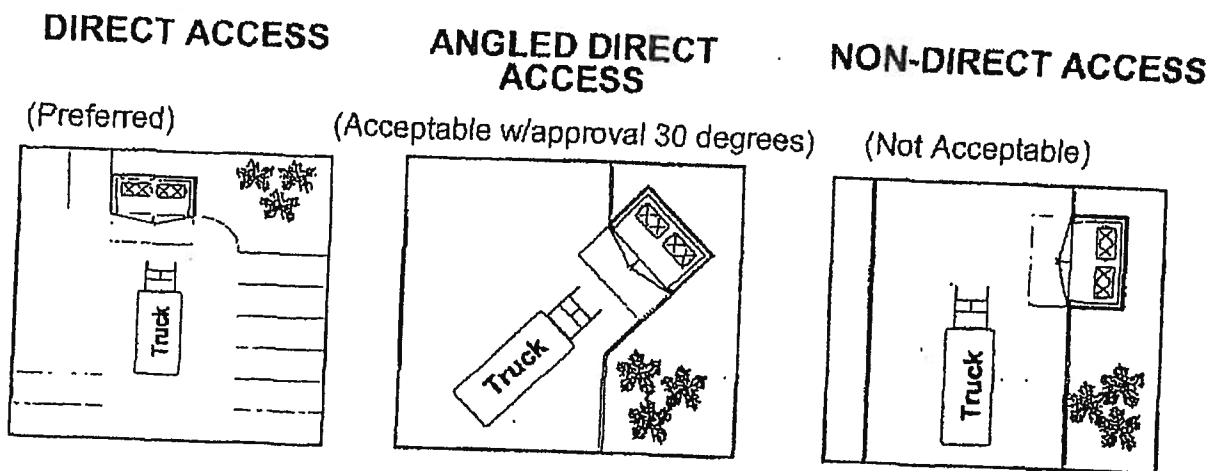 DIRECT ACCESS
(Preferred)
Truck
ANGLED DIRECT
ACCESS
(Acceptable w/approval 30 degrees)
Truck
NON-DIRECT ACCESS
(Not Acceptable)
Truck